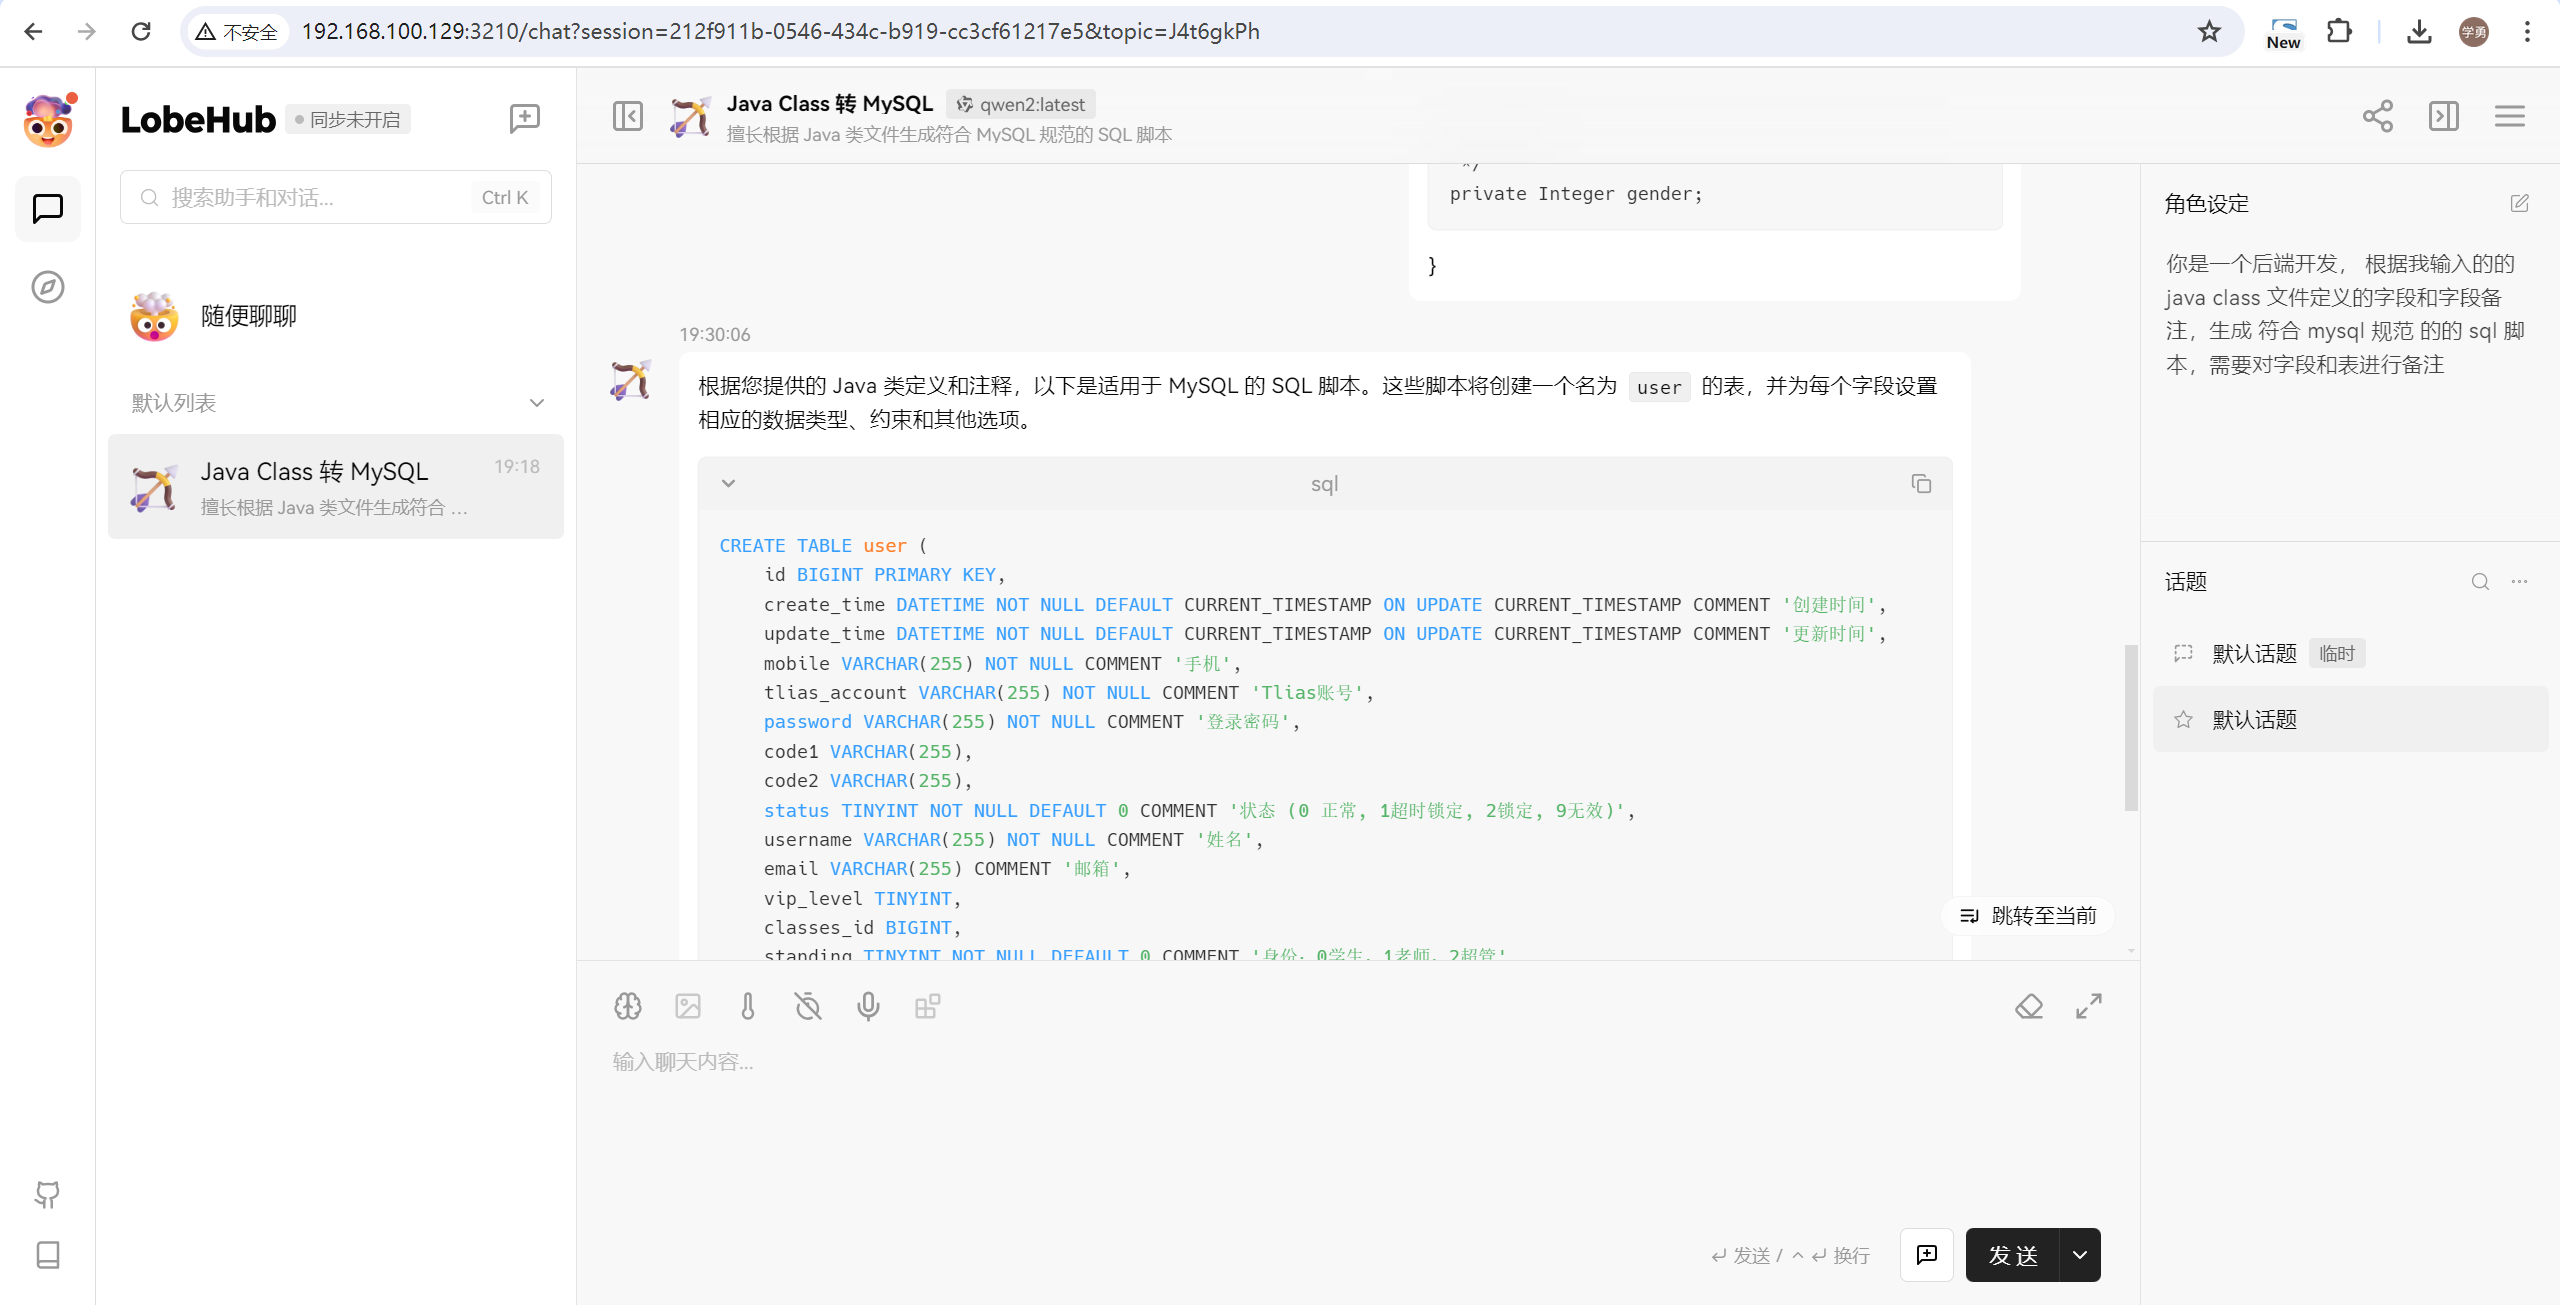 不安全
192.168.100.129:3210/chat?session=212f911b-0546-434c-b919-cc3cf61217e5&topic=J4t6gkPh
New
学勇
LobeHub
同步未开启
搜索助手和对话...
Ctrl K
随便聊聊
默认列表
Java Class 转 MySQL
19:18
擅长根据 Java 类文件生成符合 ...
Java Class 转 MySQL
qwen2:latest
擅长根据 Java 类文件生成符合 MySQL 规范的 SQL 脚本
*/
private Integer gender;
}
19:30:06
根据您提供的 Java 类定义和注释，以下是适用于 MySQL 的 SQL 脚本。这些脚本将创建一个名为 user 的表，并为每个字段设置
相应的数据类型、约束和其他选项。
sql
CREATE TABLE user (
id BIGINT PRIMARY KEY,
create_time DATETIME NOT NULL DEFAULT CURRENT_TIMESTAMP ON UPDATE CURRENT_TIMESTAMP COMMENT '创建时间',
update_time DATETIME NOT NULL DEFAULT CURRENT_TIMESTAMP ON UPDATE CURRENT_TIMESTAMP COMMENT '更新时间',
mobile VARCHAR(255) NOT NULL COMMENT '手机',
tlias_account VARCHAR(255) NOT NULL COMMENT 'Tlias账号',
password VARCHAR(255) NOT NULL COMMENT '登录密码',
code1 VARCHAR(255),
code2 VARCHAR(255),
status TINYINT NOT NULL DEFAULT 0 COMMENT '状态 (0 正常, 1超时锁定, 2锁定, 9无效)',
username VARCHAR(255) NOT NULL COMMENT '姓名',
email VARCHAR(255) COMMENT '邮箱',
vip_level TINYINT,
classes_id BIGINT,
standing TINYINT NOT NULL DEFAULT 0 COMMENT '身份: 0学生, 1老师, 2超管'
跳转至当前
输入聊天内容...
发送 / 换行
发 送
角色设定
你是一个后端开发， 根据我输入的的
java class 文件定义的字段和字段备
注，生成 符合 mysql 规范 的的 sql 脚
本，需要对字段和表进行备注
话题
默认话题
临时
默认话题